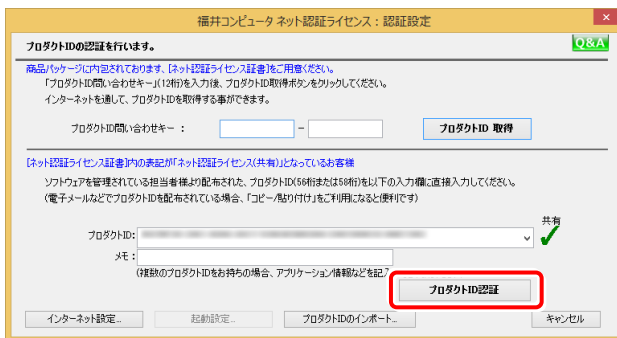 福井コンピュータ ネット認証ライセンス：認証設定
×
プロダクトIDの認証を行います。
Q&A
商品パッケージに内包されております、[ネット認証ライセンス証書]をご用意ください。
「プロダクトID問い合わせキー」(12桁)を入力後、プロダクトID取得ボタンをクリックしてください。
インターネットを通して、プロダクトIDを取得する事ができます。
プロダクトID問い合わせキー ： － プロダクトID 取得
[ネット認証ライセンス証書]内の表記が「ネット認証ライセンス(共有)」となっているお客様
ソフトウェアを管理されている担当者様より配布された、プロダクトID(56桁または58桁)を以下の入力欄に直接入力してください。
(電子メールなどでプロダクトIDを配布されている場合、「コピー/貼り付け」をご利用になると便利です)
共有
プロダクトID:
メモ：
(複数のプロダクトIDをお持ちの場合、アプリケーション情報などを記入
プロダクトID認証
インターネット設定... 起動設定... プロダクトIDのインポート... キャンセル